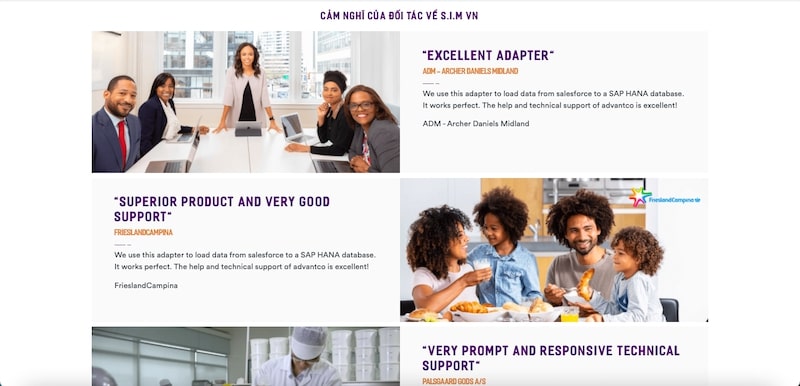 CẢM NGHĨ CỦA ĐỐI TÁC VỀ S.I.M VN
"EXCELLENT ADAPTER"
ADM - ARCHER DANIELS MIDLAND
We use this adapter to load data from salesforce to a SAP HANA database.
It works perfect. The help and technical support of advantco is excellent!
ADM - Archer Daniels Midland
"SUPERIOR PRODUCT AND VERY GOOD
SUPPORT"
FRIESLANDCAMPINA
We use this adapter to load data from salesforce to a SAP HANA database.
It works perfect. The help and technical support of advantco is excellent!
FrieslandCampina
FrieslandCampina
"VERY PROMPT AND RESPONSIVE TECHNICAL
SUPPORT"
PALSGAARD GODS A/S